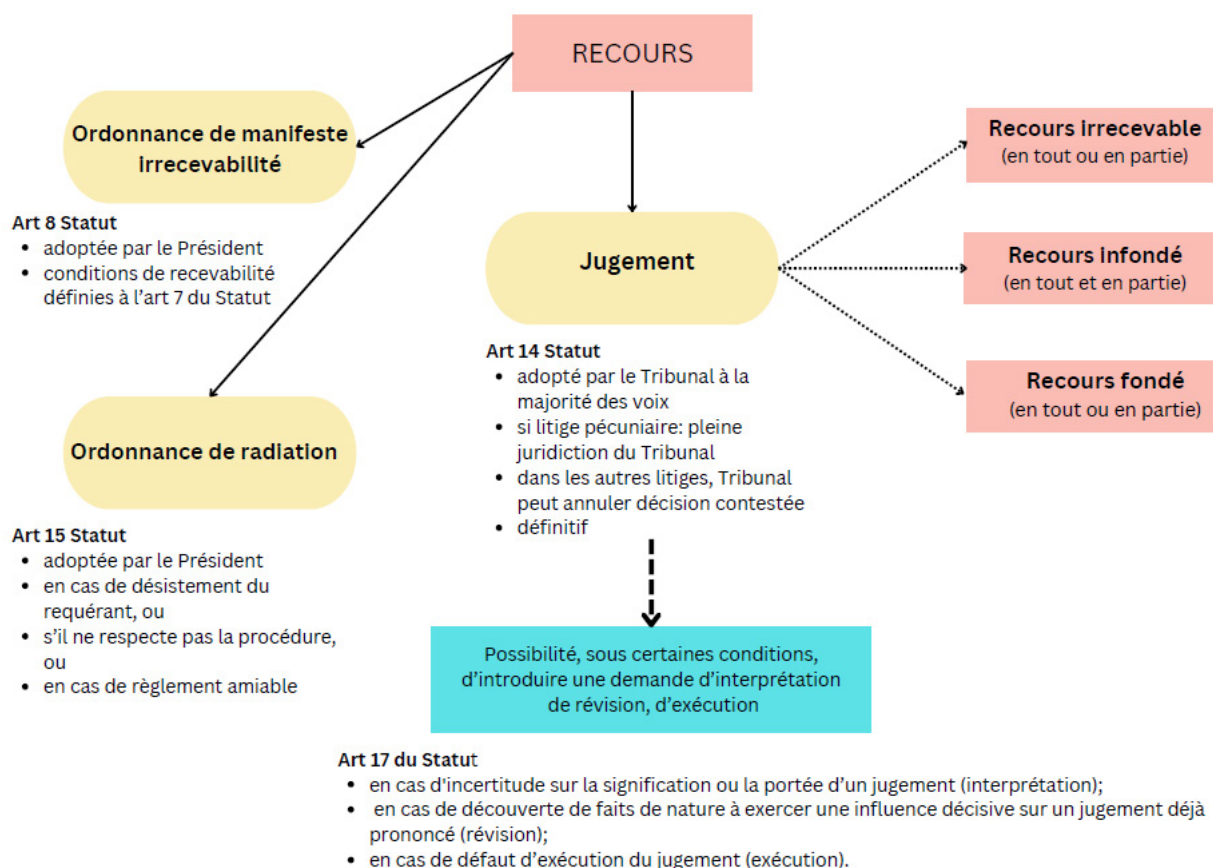 RECOURS
Ordonnance de manifeste
irrecevabilité
Art 8 Statut
• adoptée par le Président
• conditions de recevabilité
définies à l'art 7 du Statut
Ordonnance de radiation
Art 15 Statut
• adoptée par le Président
• en cas de désistement du
requérant, ou
• s'il ne respecte pas la procédure,
ou
• en cas de règlement amiable
Jugement
Art 14 Statut
• adopté par le Tribunal à la
majorité des voix
• si litige pécuniaire: pleine
juridiction du Tribunal
• dans les autres litiges, Tribunal
peut annuler décision contestée
• définitif
Recours irrecevable
(en tout ou en partie)
Recours infondé
(en tout et en partie)
Recours fondé
(en tout ou en partie)
Possibilité, sous certaines conditions,
d'introduire une demande d'interprétation
de révision, d'exécution
Art 17 du Statut
• en cas d'incertitude sur la signification ou la portée d'un jugement (interprétation);
• en cas de découverte de faits de nature à exercer une influence décisive sur un jugement déjà
prononcé (révision);
• en cas de défaut d'exécution du jugement (exécution).